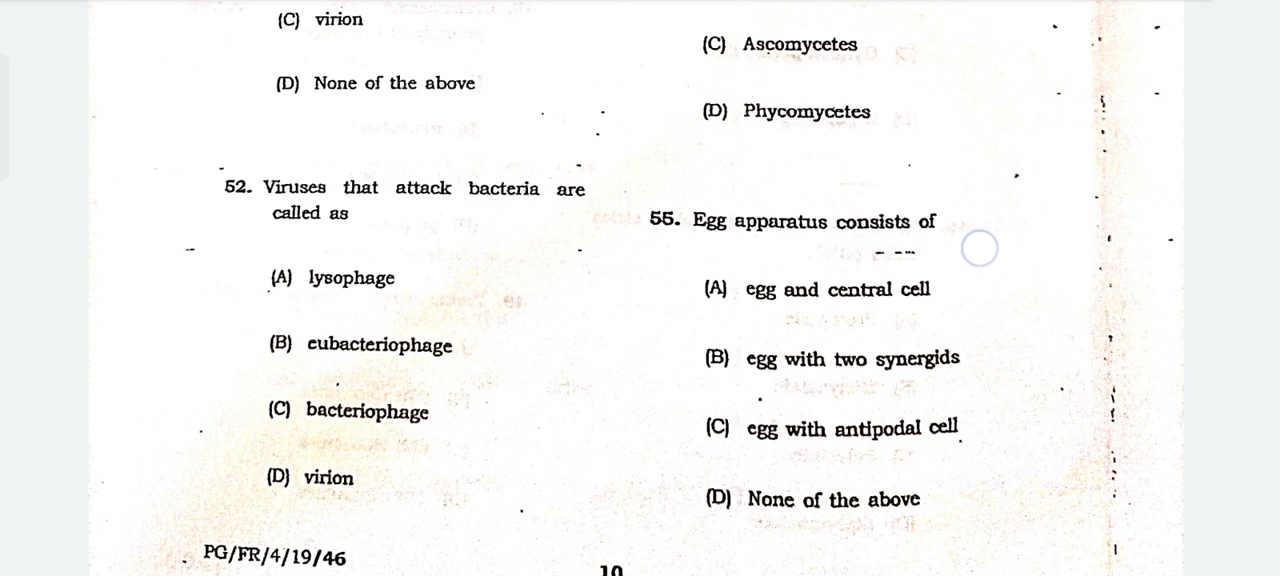 (C) virion
(D) None of the above
52. Viruses that attack bacteria are
called as
(A) lysophage
(B) eubacteriophage
(C) bacteriophage
(D) virion
PG/FR/4/19/46
(C) Ascomycetes
(D) Phycomycetes
55. Egg apparatus consists of
(A) egg and central cell
(B) egg with two synergids
(C) egg with antipodal cell
(D) None of the above
10